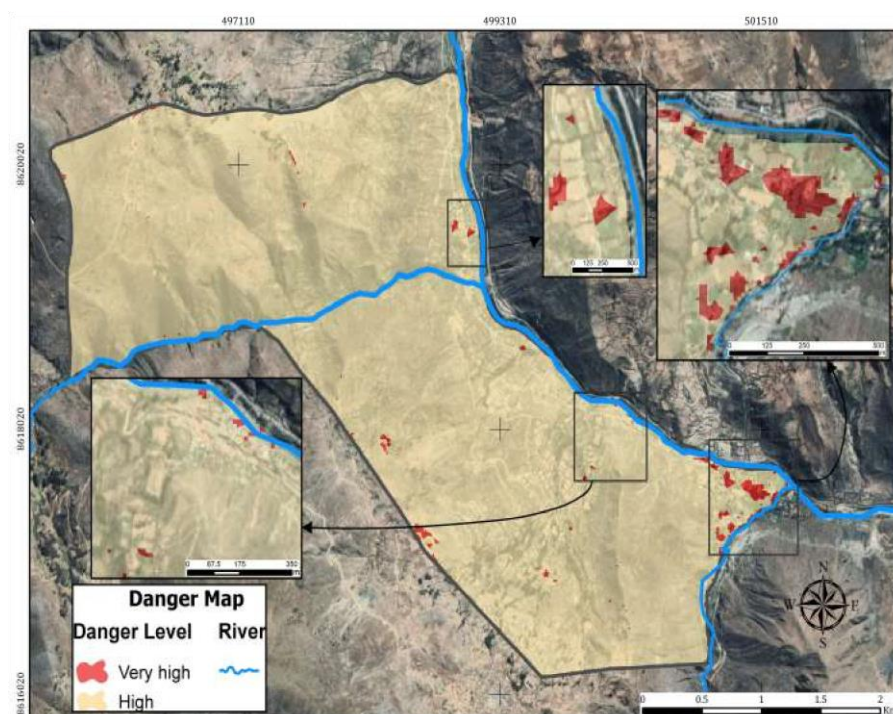 497110 499310 501510
8620020
8618020
8616020
0 125 250 500
m
0 125 250 500
m
0 87.5 175 350
m
N
W E
S
Danger Map
Danger Level River
Very high
High
0 0.5 1 1.5 2